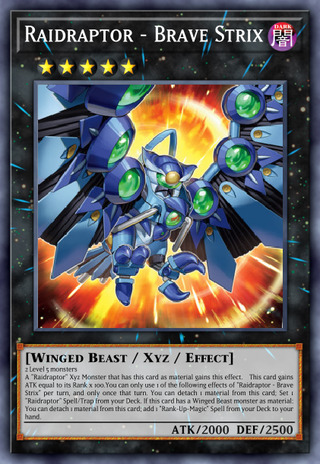 Raidraptor - Brave Strix
DARK
闇
[Winged Beast / Xyz / Effect]
2 Level 5 monsters
A "Raidraptor" Xyz Monster that has this card as material gains this effect. This card gains
ATK equal to its Rank x 100.You can only use 1 of the following effects of "Raidraptor - Brave
Strix" per turn, and only once that turn. You can detach 1 material from this card; Set 1
"Raidraptor" Spell/Trap from your Deck. If this card has a Winged Beast monster as material:
You can detach 1 material from this card; add 1 "Rank-Up-Magic" Spell from your Deck to your
hand.
ATK/2000 DEF/2500